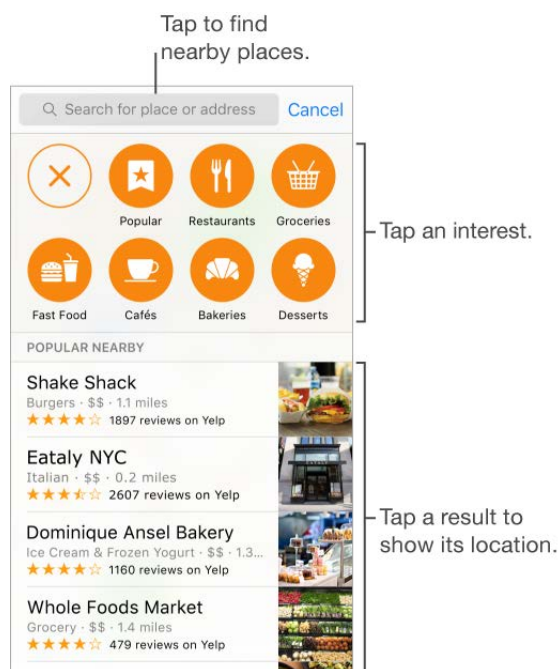 Tap to find
nearby places.
Search for place or address Cancel
Popular Restaurants Groceries
Tap an interest.
Fast Food Cafés Bakeries Desserts
POPULAR NEARBY
Shake Shack
Burgers · $$ · 1.1 miles
1897 reviews on Yelp
Eataly NYC
Italian · $$ · 0.2 miles
2607 reviews on Yelp
Tap a result to
show its location.
Dominique Ansel Bakery
Ice Cream & Frozen Yogurt · $$ · 1.3...
1160 reviews on Yelp
Whole Foods Market
Grocery · $$ · 1.4 miles
479 reviews on Yelp